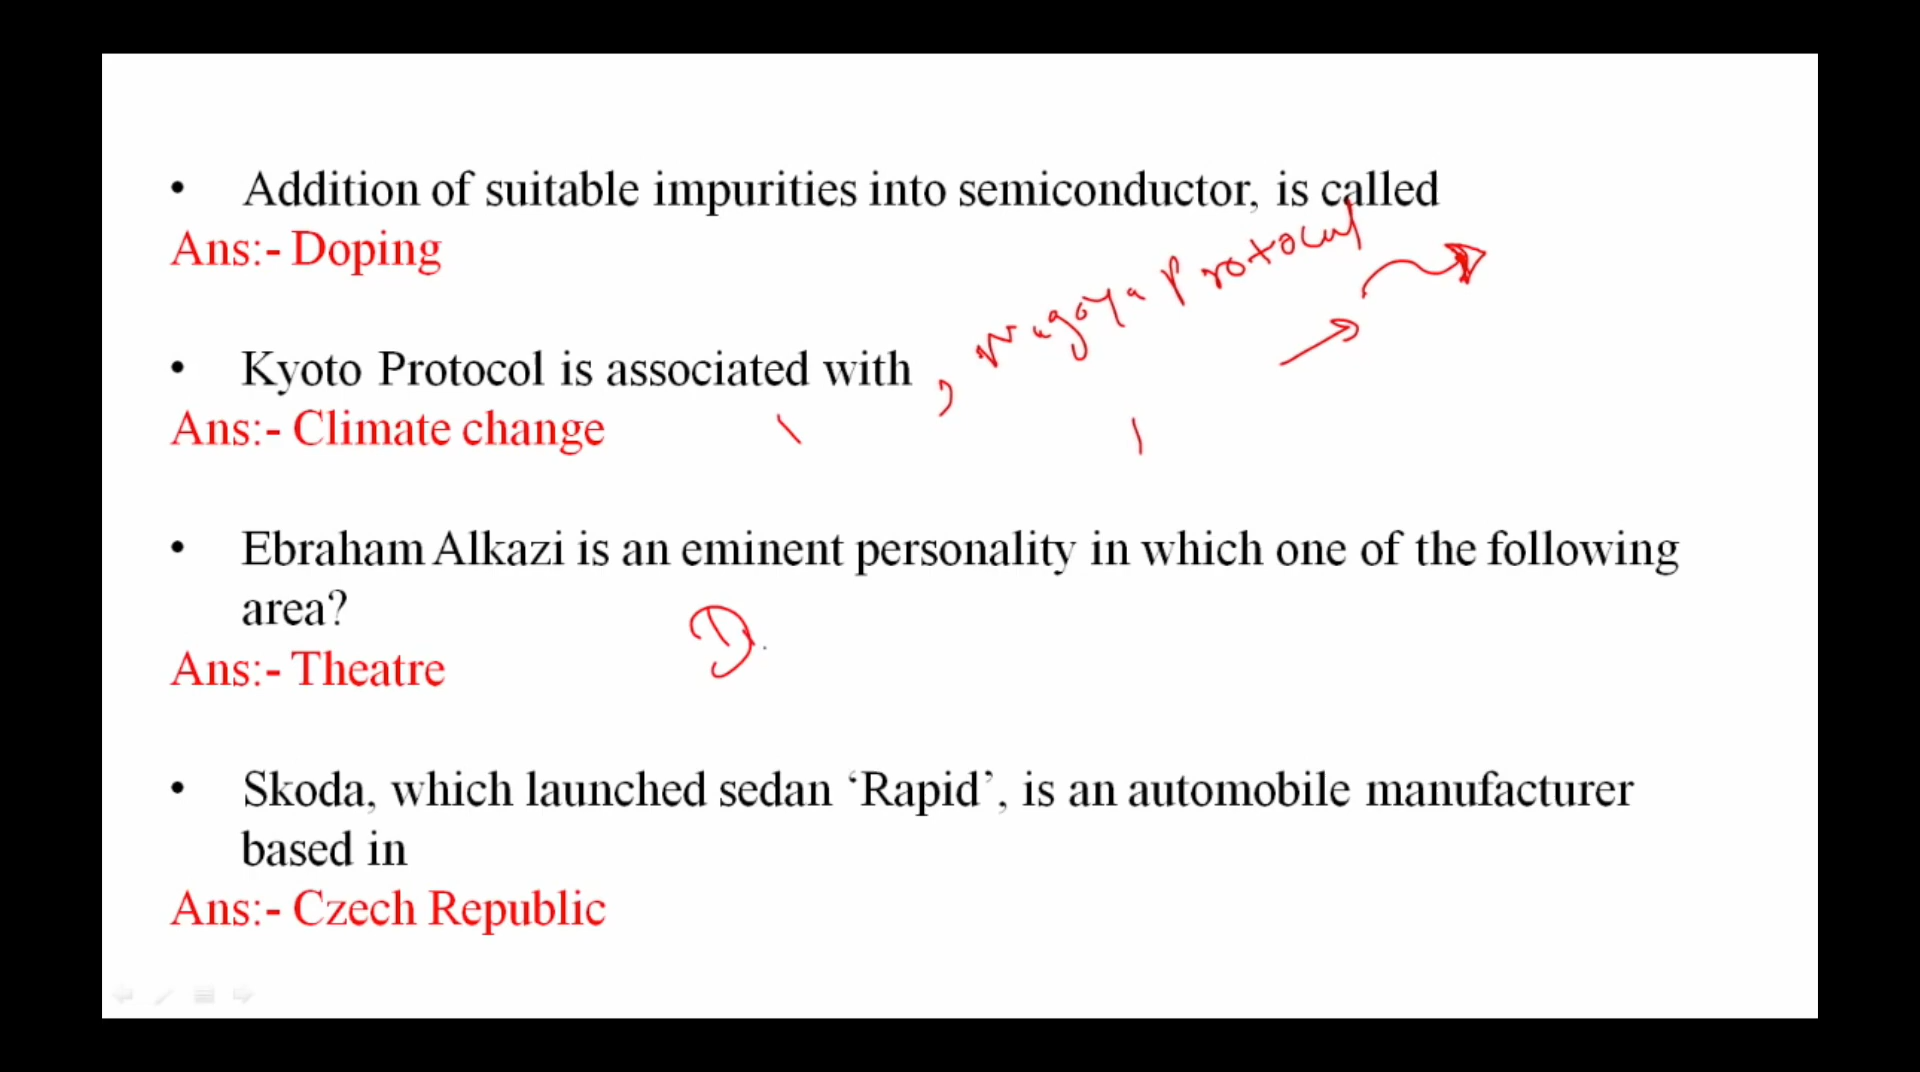 • Addition of suitable impurities into semiconductor, is called
Ans:- Doping
, Nagoya Protocol
• Kyoto Protocol is associated with
Ans:- Climate change
• Ebraham Alkazi is an eminent personality in which one of the following
area?
D
Ans:- Theatre
• Skoda, which launched sedan ‘Rapid’, is an automobile manufacturer
based in
Ans:- Czech Republic